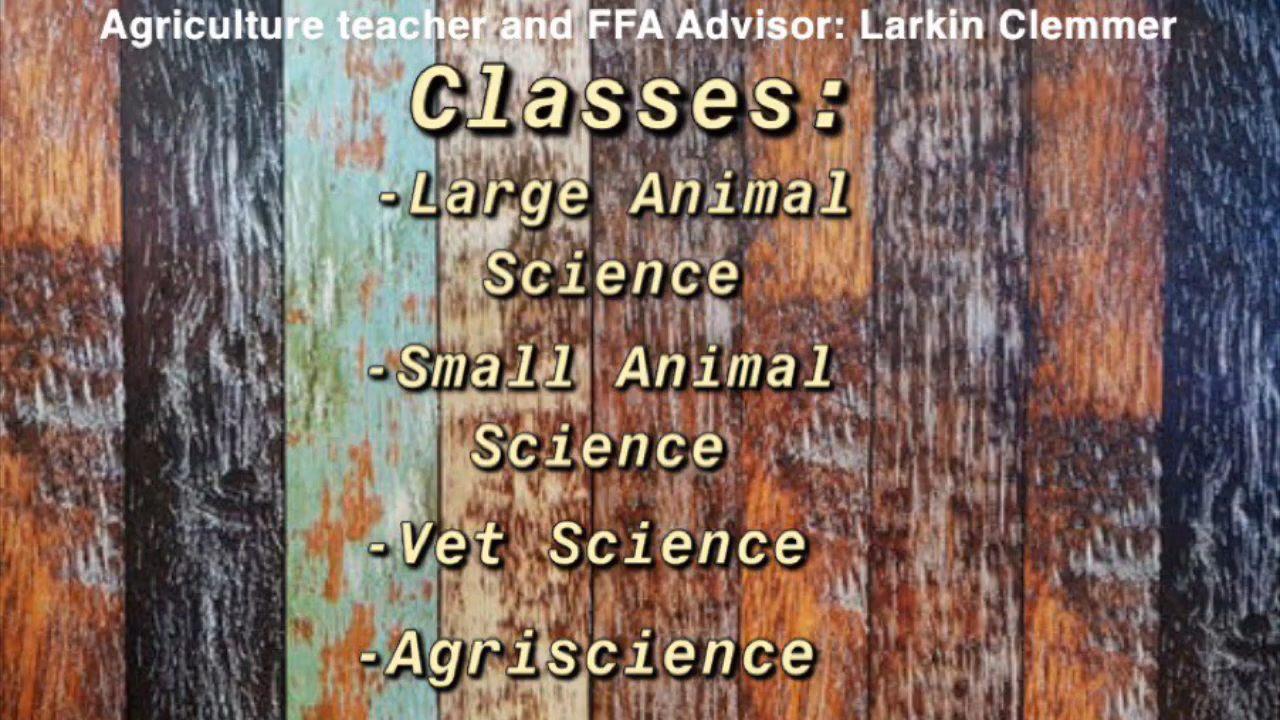 Agriculture teacher and FFA Advisor: Larkin Clemmer
Classes:
-Large Animal
Science
-Small Animal
Science
-Vet Science
-Agriscience